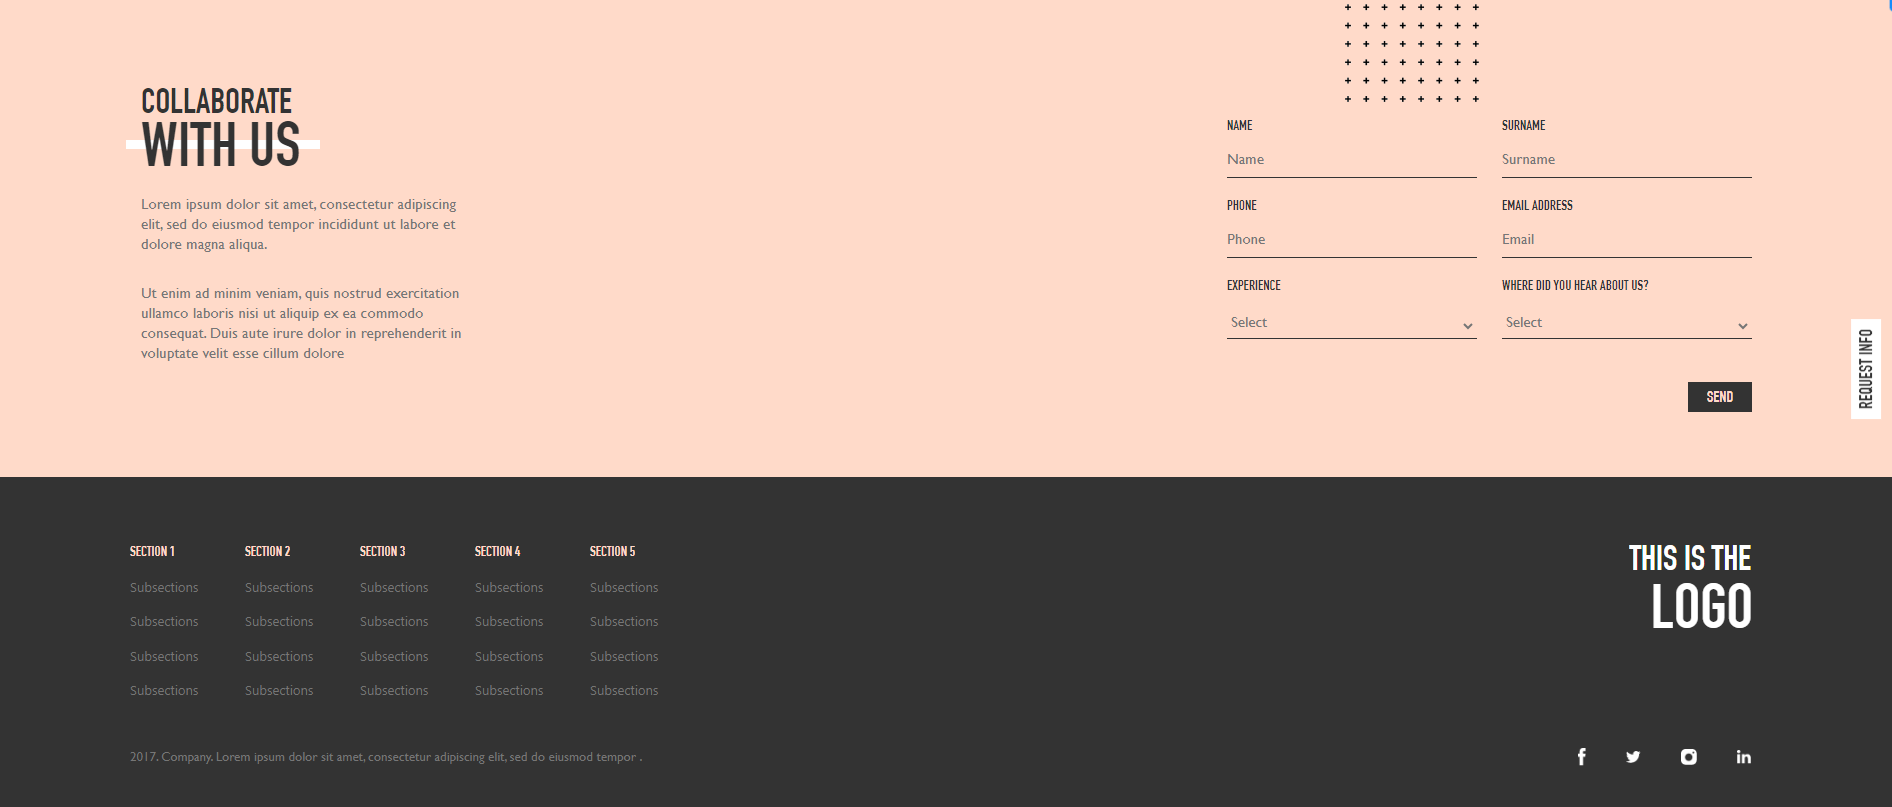 COLLABORATE
WITH US
Lorem ipsum dolor sit amet, consectetur adipiscing
elit, sed do eiusmod tempor incididunt ut labore et
dolore magna aliqua.
Ut enim ad minim veniam, quis nostrud exercitation
ullamco laboris nisi ut aliquip ex ea commodo
consequat. Duis aute irure dolor in reprehenderit in
voluptate velit esse cillum dolore
NAME
Name
SURNAME
Surname
PHONE
Phone
EMAIL ADDRESS
Email
EXPERIENCE
Select
WHERE DID YOU HEAR ABOUT US?
Select
SEND
REQUEST INFO
SECTION 1
Subsections
Subsections
Subsections
Subsections
SECTION 2
Subsections
Subsections
Subsections
Subsections
SECTION 3
Subsections
Subsections
Subsections
Subsections
SECTION 4
Subsections
Subsections
Subsections
Subsections
SECTION 5
Subsections
Subsections
Subsections
Subsections
THIS IS THE
LOGO
2017. Company. Lorem ipsum dolor sit amet, consectetur adipiscing elit, sed do eiusmod tempor .